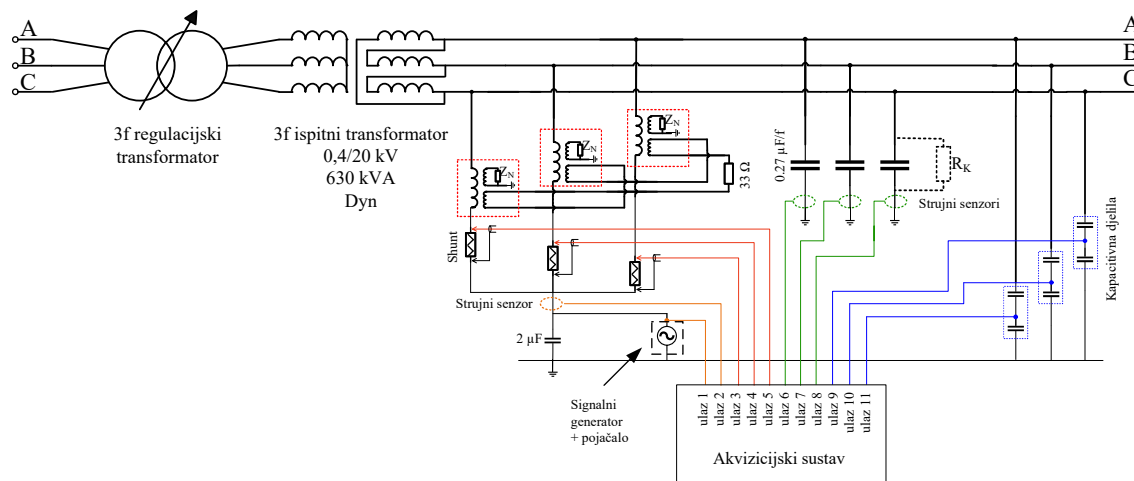 A
B
C
3f regulacijski
transformator
3f ispitni transformator
0,4/20 kV
630 kVA
Dyn
A
B
C
Z_N
Z_N
Z_N
33 Ω
0.27 µF/f
R_K
Strujni senzori
Shunt
Strujni senzor
2 µF
Kapacitivna djelila
Signalni
generator
+ pojačalo
ulaz 1
ulaz 2
ulaz 3
ulaz 4
ulaz 5
ulaz 6
ulaz 7
ulaz 8
ulaz 9
ulaz 10
ulaz 11
Akvizicijski sustav